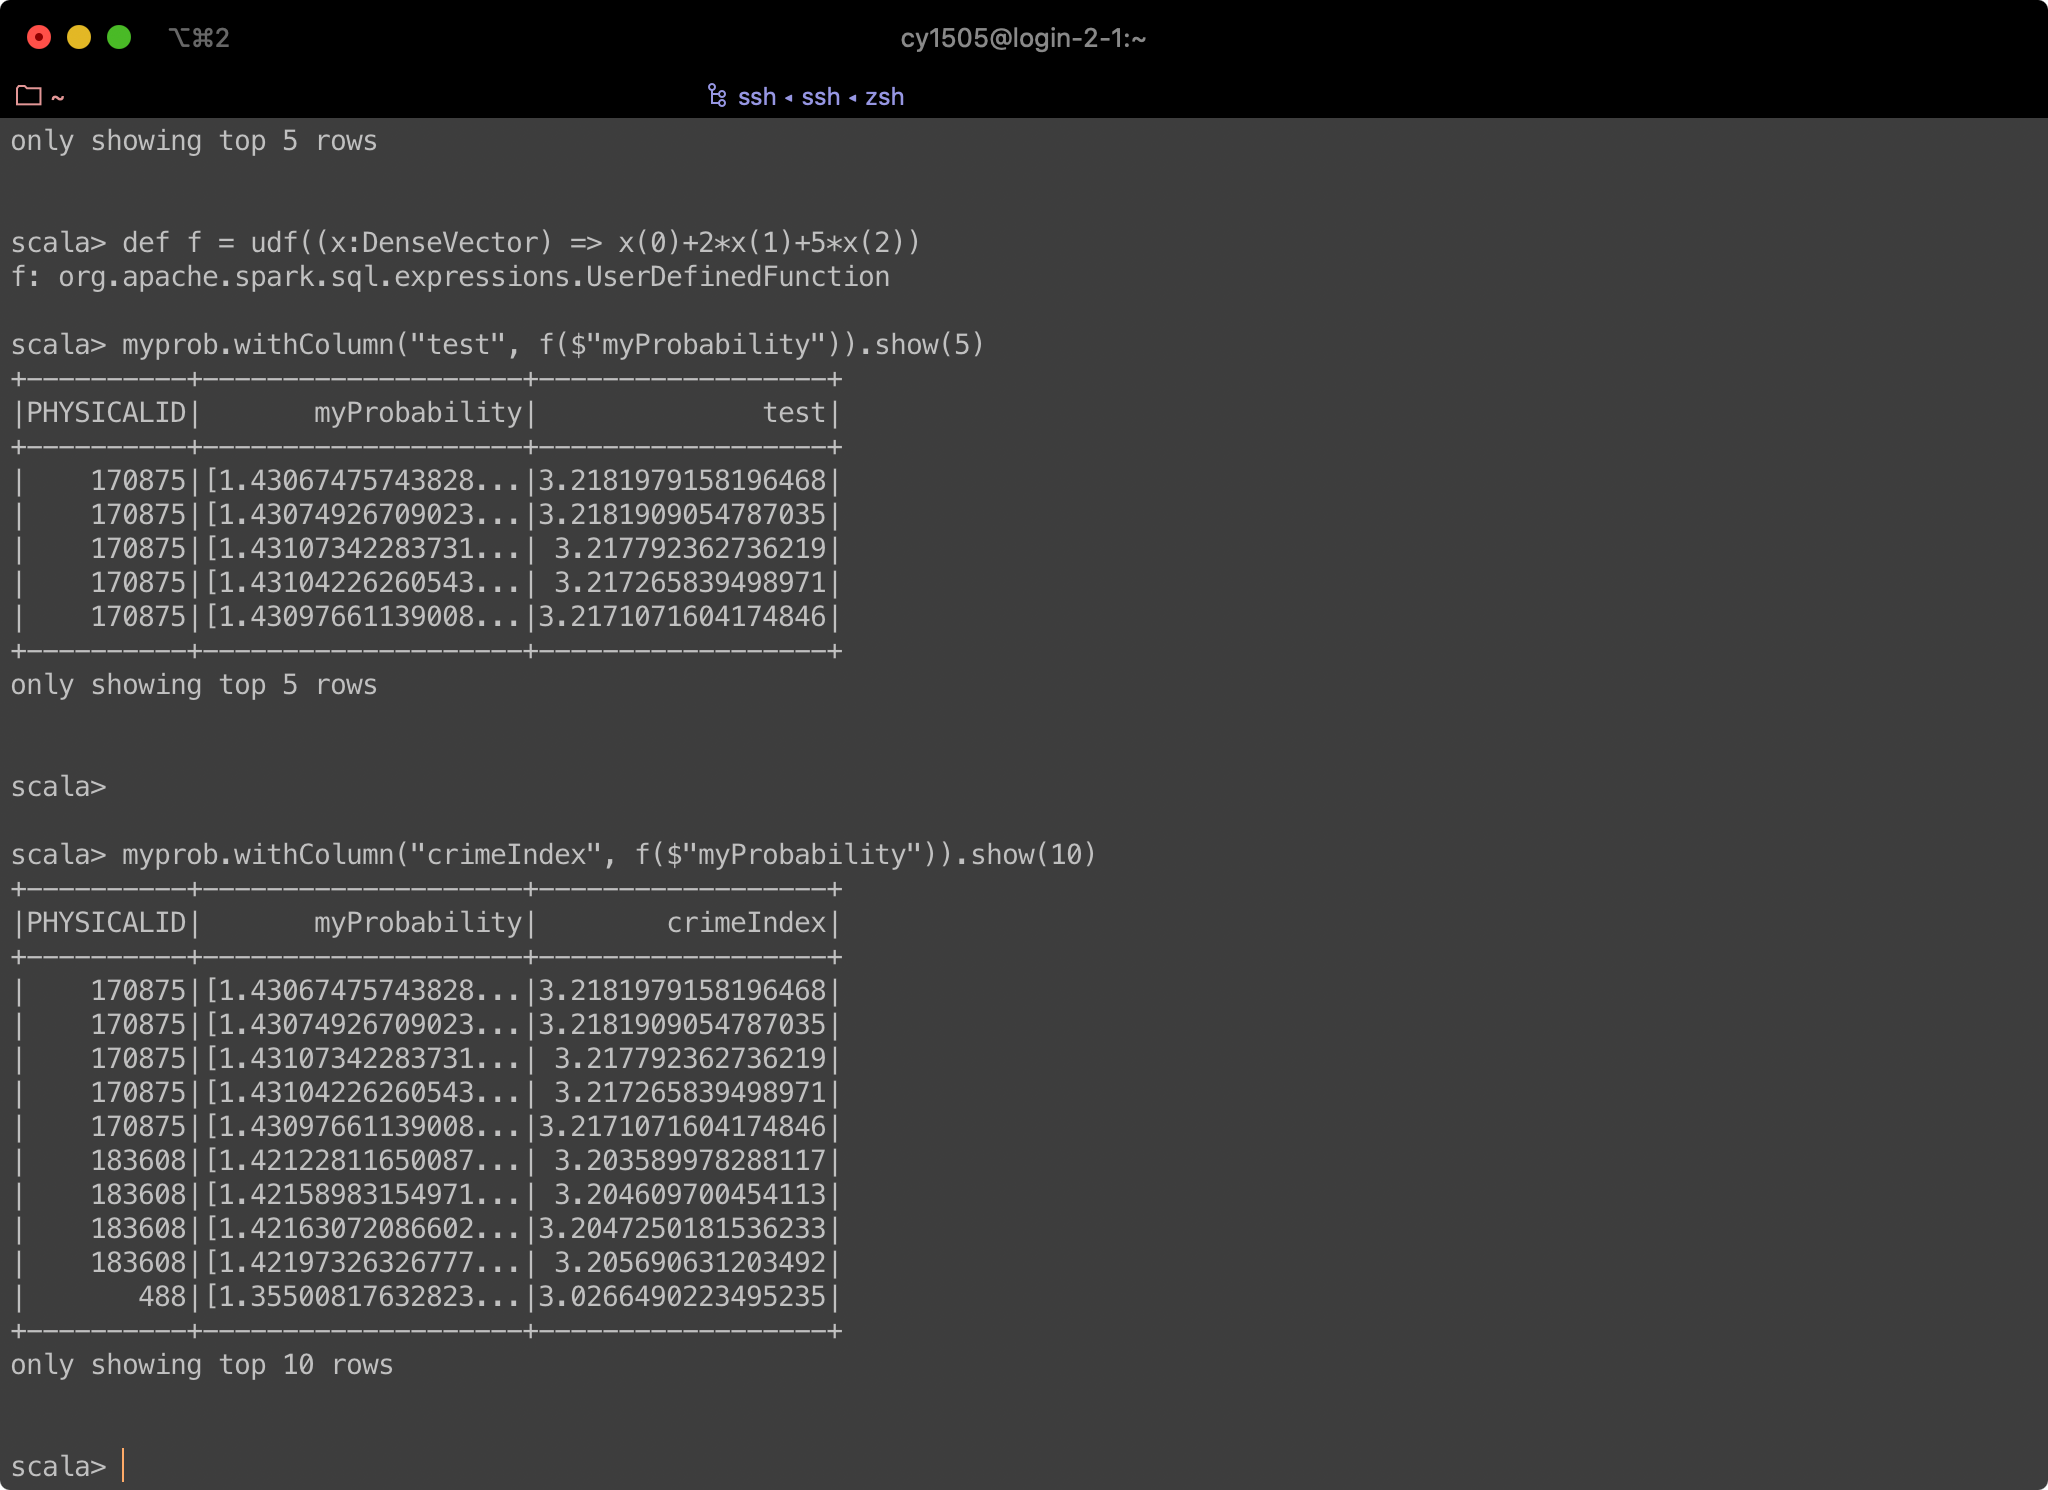 ⌥⌘2 cy1505@login-2-1:~
~ ssh ◂ ssh ◂ zsh
only showing top 5 rows
scala> def f = udf((x:DenseVector) => x(0)+2*x(1)+5*x(2))
f: org.apache.spark.sql.expressions.UserDefinedFunction
scala> myprob.withColumn("test", f($"myProbability")).show(5)
+----------+--------------------+------------------+
|PHYSICALID|       myProbability|              test|
+----------+--------------------+------------------+
|    170875|[1.43067475743828...|3.2181979158196468|
|    170875|[1.43074926709023...|3.2181909054787035|
|    170875|[1.43107342283731...| 3.217792362736219|
|    170875|[1.43104226260543...| 3.217265839498971|
|    170875|[1.43097661139008...|3.2171071604174846|
+----------+--------------------+------------------+
only showing top 5 rows
scala>
scala> myprob.withColumn("crimeIndex", f($"myProbability")).show(10)
+----------+--------------------+------------------+
|PHYSICALID|       myProbability|        crimeIndex|
+----------+--------------------+------------------+
|    170875|[1.43067475743828...|3.2181979158196468|
|    170875|[1.43074926709023...|3.2181909054787035|
|    170875|[1.43107342283731...| 3.217792362736219|
|    170875|[1.43104226260543...| 3.217265839498971|
|    170875|[1.43097661139008...|3.2171071604174846|
|    183608|[1.42122811650087...| 3.203589978288117|
|    183608|[1.42158983154971...| 3.204609700454113|
|    183608|[1.42163072086602...|3.2047250181536233|
|    183608|[1.42197326326777...| 3.205690631203492|
|       488|[1.35500817632823...|3.0266490223495235|
+----------+--------------------+------------------+
only showing top 10 rows
scala>